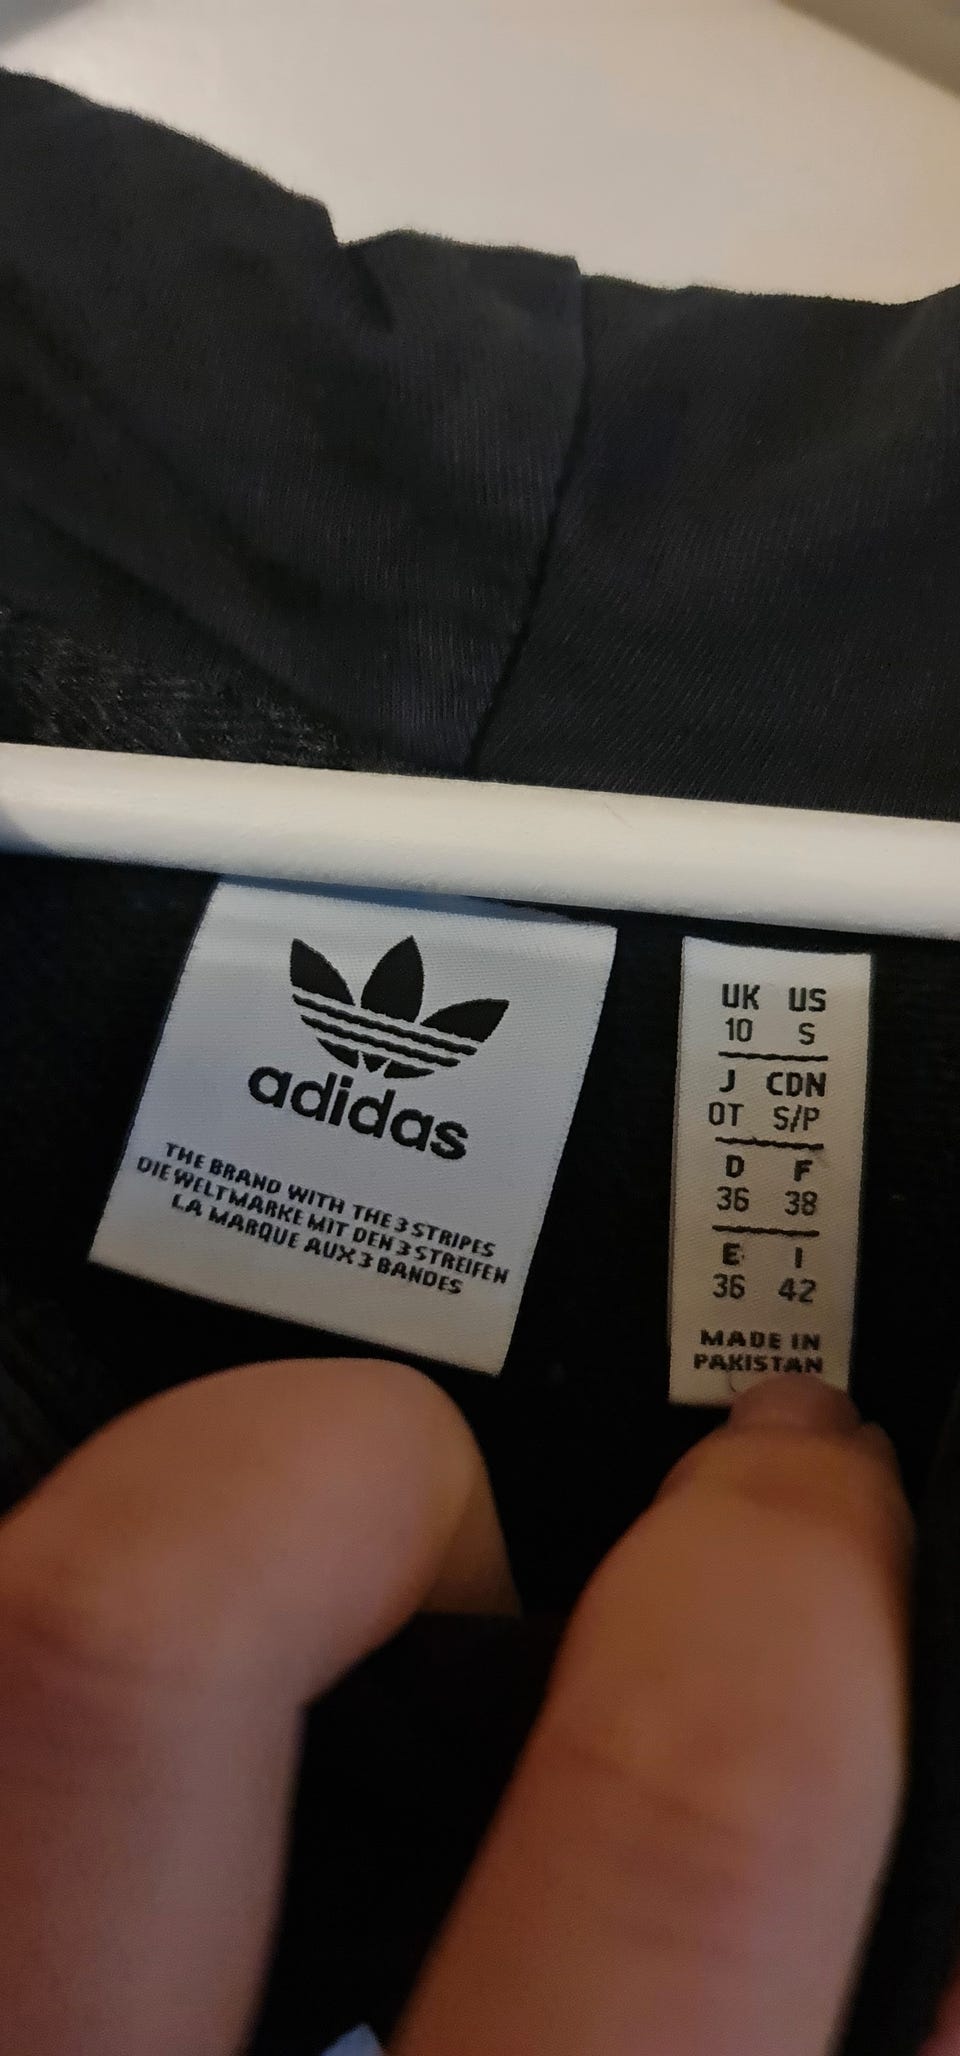 adidas
THE BRAND WITH THE 3 STRIPES
DIE WELTMARKE MIT DEN 3 STREIFEN
LA MARQUE AUX 3 BANDES
UK US
10 S
J CDN
OT S/P
D F
36 38
E I
36 42
MADE IN
PAKISTAN